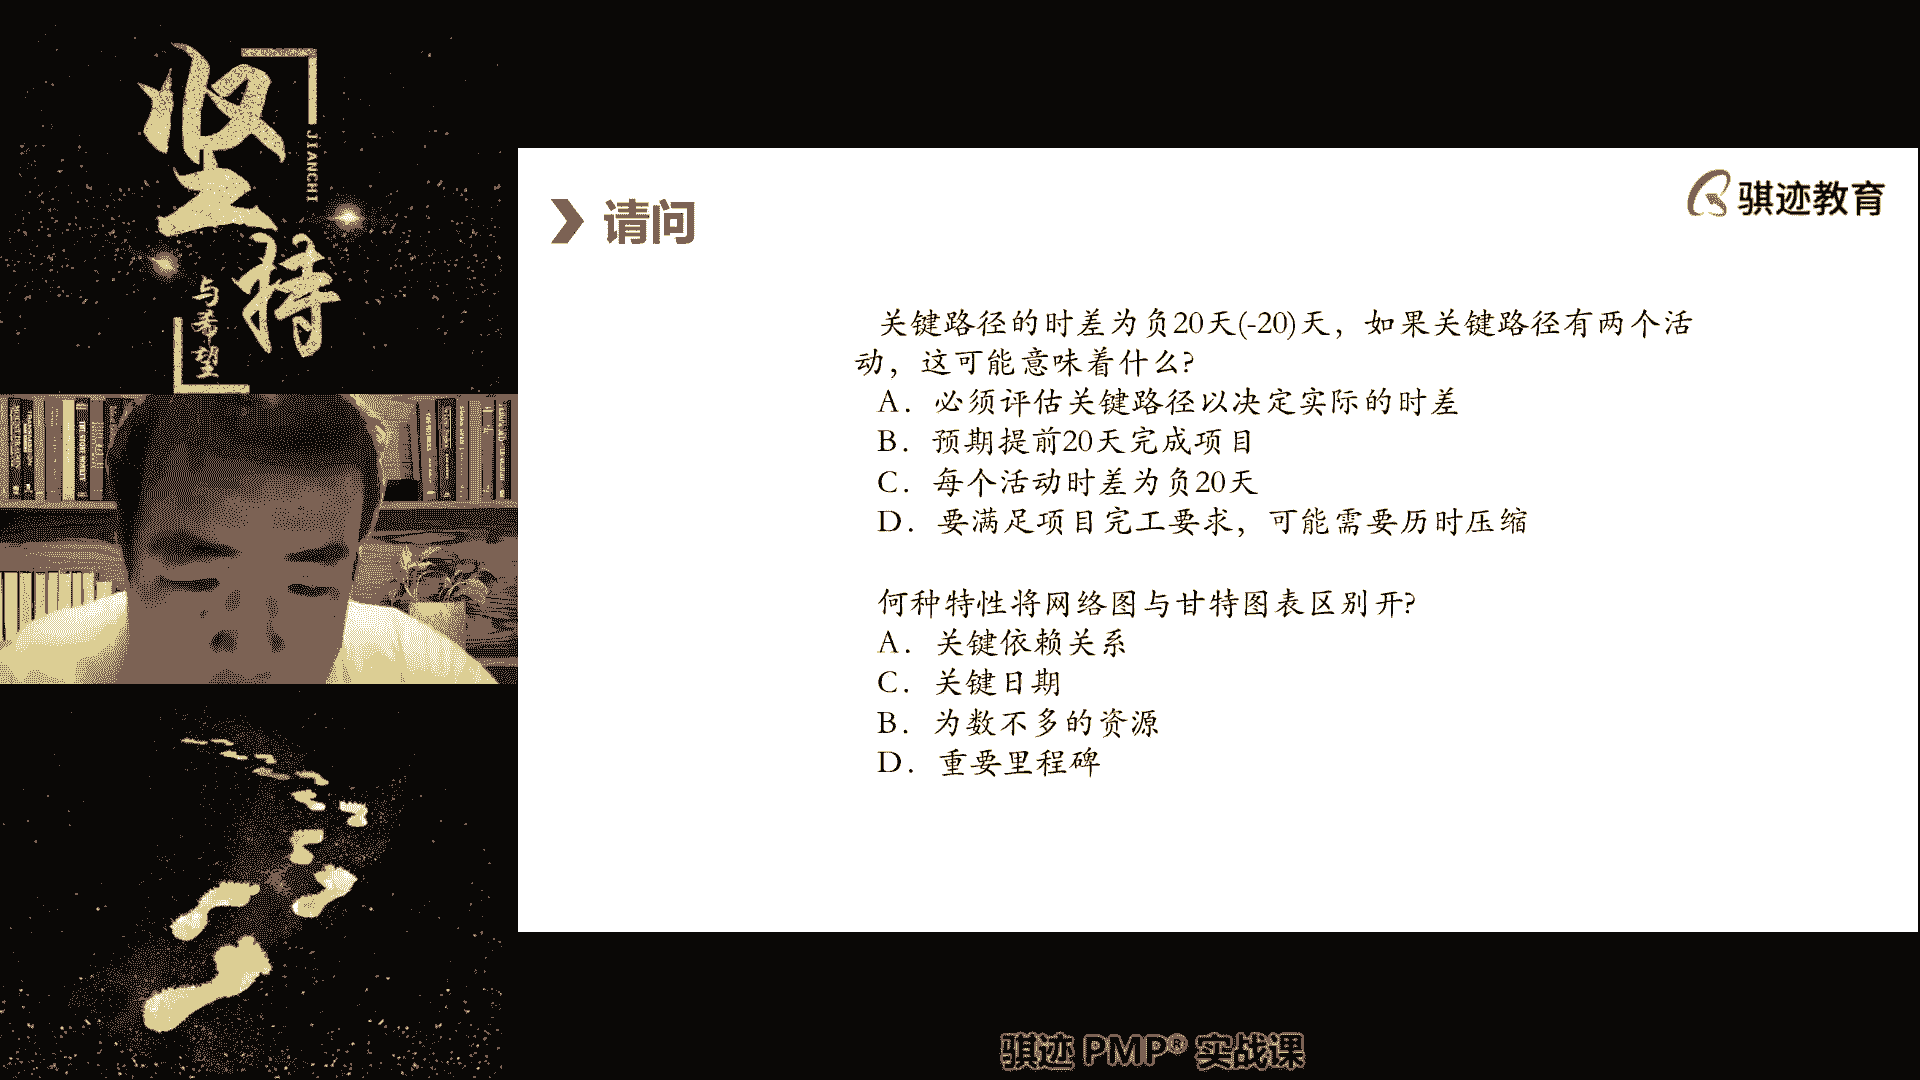 坚持
JIANCHI
与希望
请问
骐迹教育
关键路径的时差为负20天(-20)天，如果关键路径有两个活
动，这可能意味着什么?
A. 必须评估关键路径以决定实际的时差
B. 预期提前20天完成项目
C. 每个活动时差为负20天
D. 要满足项目完工要求，可能需要历时压缩
何种特性将网络图与甘特图表区别开?
A. 关键依赖关系
C. 关键日期
B. 为数不多的资源
D. 重要里程碑
骐迹 PMP® 实战课